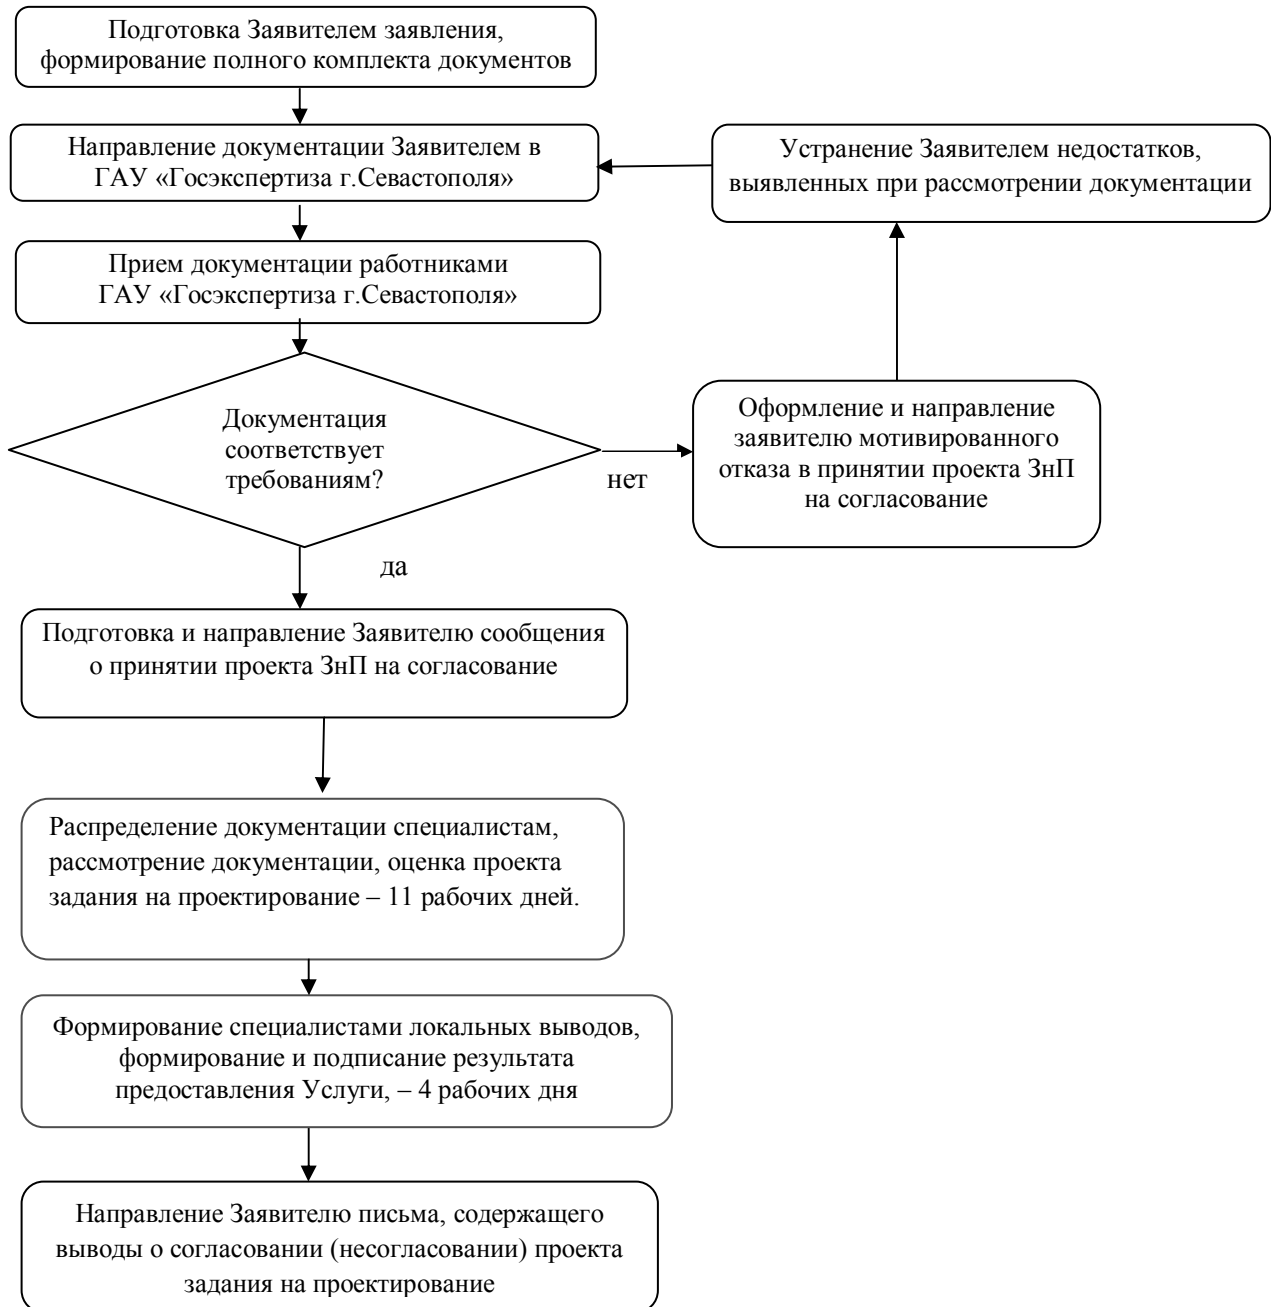 Подготовка Заявителем заявления,
формирование полного комплекта документов
Направление документации Заявителем в
ГАУ «Госэкспертиза г.Севастополя»
Устранение Заявителем недостатков,
выявленных при рассмотрении документации
Прием документации работниками
ГАУ «Госэкспертиза г.Севастополя»
Документация
соответствует
требованиям?
нет
Оформление и направление
заявителю мотивированного
отказа в принятии проекта ЗнП
на согласование
да
Подготовка и направление Заявителю сообщения
о принятии проекта ЗнП на согласование
Распределение документации специалистам,
рассмотрение документации, оценка проекта
задания на проектирование – 11 рабочих дней.
Формирование специалистами локальных выводов,
формирование и подписание результата
предоставления Услуги, – 4 рабочих дня
Направление Заявителю письма, содержащего
выводы о согласовании (несогласовании) проекта
задания на проектирование